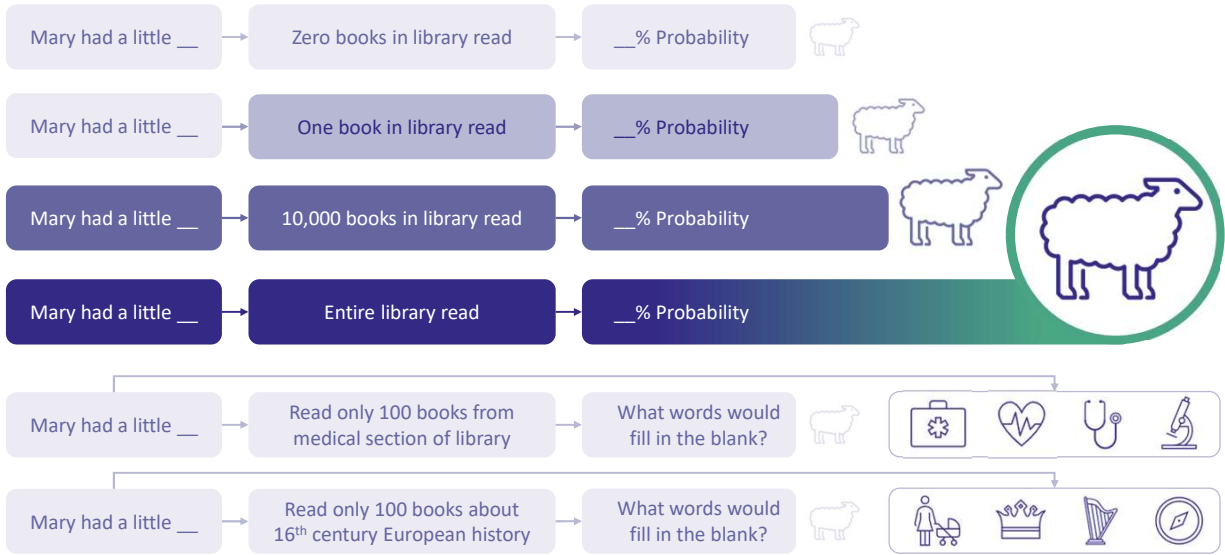 Mary had a little __
Zero books in library read
__% Probability
Mary had a little __
One book in library read
__% Probability
Mary had a little __
10,000 books in library read
__% Probability
Mary had a little __
Entire library read
__% Probability
Mary had a little __
Read only 100 books from
medical section of library
What words would
fill in the blank?
Mary had a little __
Read only 100 books about
16th century European history
What words would
fill in the blank?